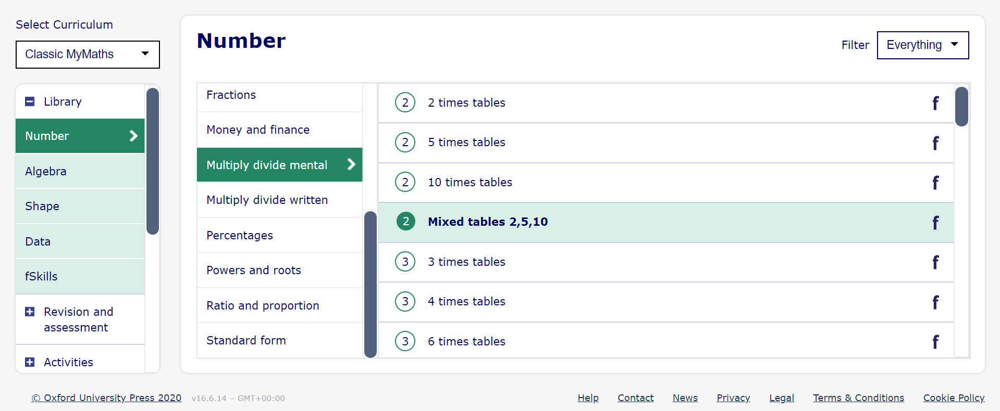 Select Curriculum
Classic MyMaths
Library
Number
Algebra
Shape
Data
fSkills
Revision and
assessment
Activities
Number
Filter
Everything
Fractions
Money and finance
Multiply divide mental
Multiply divide written
Percentages
Powers and roots
Ratio and proportion
Standard form
2 2 times tables f
2 5 times tables f
2 10 times tables f
2 Mixed tables 2,5,10 f
3 3 times tables f
3 4 times tables f
3 6 times tables f
© Oxford University Press 2020 v16.6.14 – GMT+00:00 Help Contact News Privacy Legal Terms & Conditions Cookie Policy